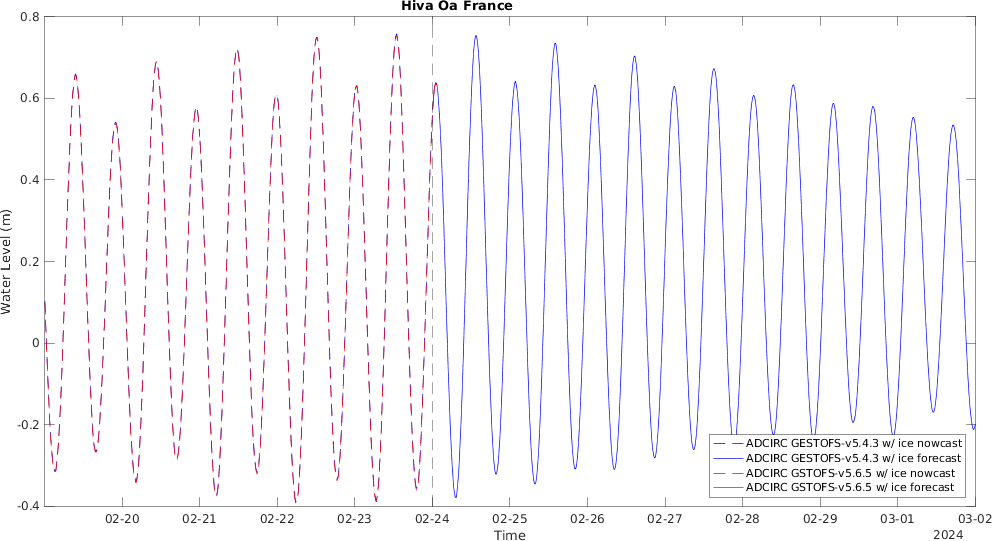 Hiva Oa France
0.8
0.6
0.4
0.2
0
-0.2
-0.4
Water Level (m)
ADCIRC GESTOFS-v5.4.3 w/ ice nowcast
ADCIRC GESTOFS-v5.4.3 w/ ice forecast
ADCIRC GSTOFS-v5.6.5 w/ ice nowcast
ADCIRC GSTOFS-v5.6.5 w/ ice forecast
02-20 02-21 02-22 02-23 02-24 02-25 02-26 02-27 02-28 02-29 03-01 03-02
Time
2024